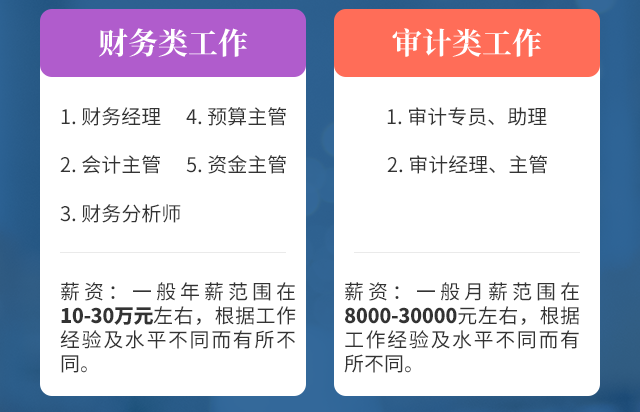 财务类工作
1. 财务经理 4. 预算主管
2. 会计主管 5. 资金主管
3. 财务分析师
薪资：一般年薪范围在
10-30万元左右，根据工作
经验及水平不同而有所不
同。
审计类工作
1. 审计专员、助理
2. 审计经理、主管
薪资：一般月薪范围在
8000-30000元左右，根据
工作经验及水平不同而有
所不同。